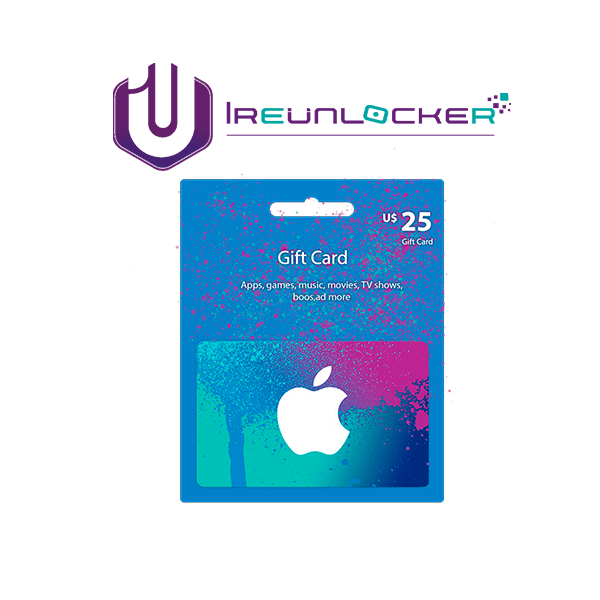 IREUNLOCKER
U$ 25
Gift Card
Gift Card
Apps, games, music, movies, TV shows,
boos,ad more